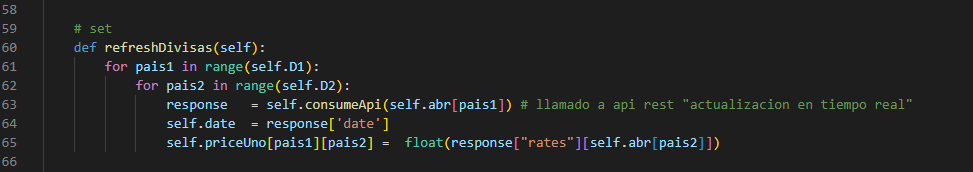 58
59 # set
60 def refreshDivisas(self):
61 for pais1 in range(self.D1):
62 for pais2 in range(self.D2):
63 response = self.consumeApi(self.abr[pais1]) # llamado a api rest "actualizacion en tiempo real"
64 self.date = response['date']
65 self.priceUno[pais1][pais2] = float(response["rates"][self.abr[pais2]])
66